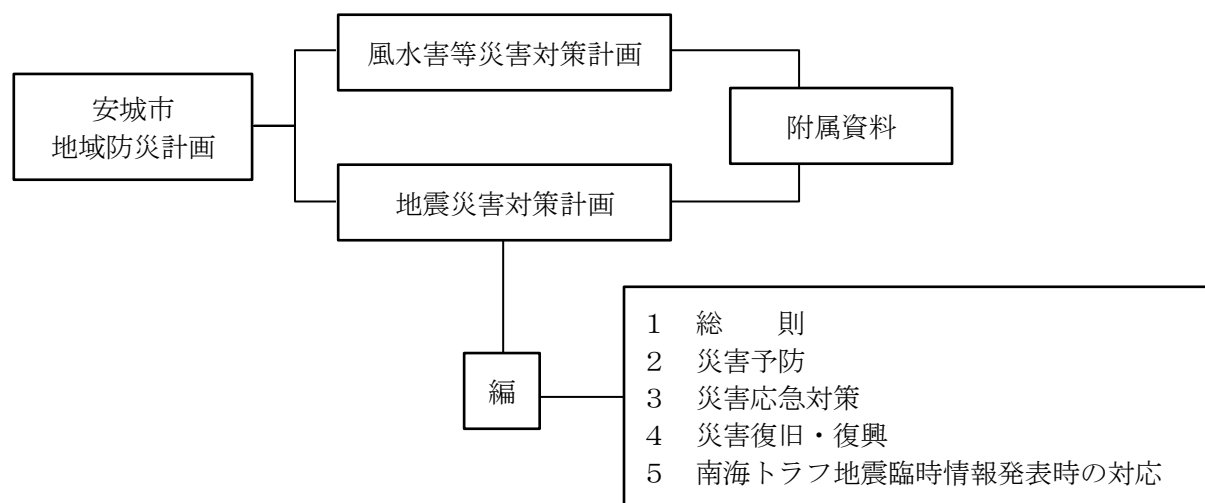 風水害等災害対策計画
安城市
地域防災計画
附属資料
地震災害対策計画
編
１　総　　則
２　災害予防
３　災害応急対策
４　災害復旧・復興
５　南海トラフ地震臨時情報発表時の対応